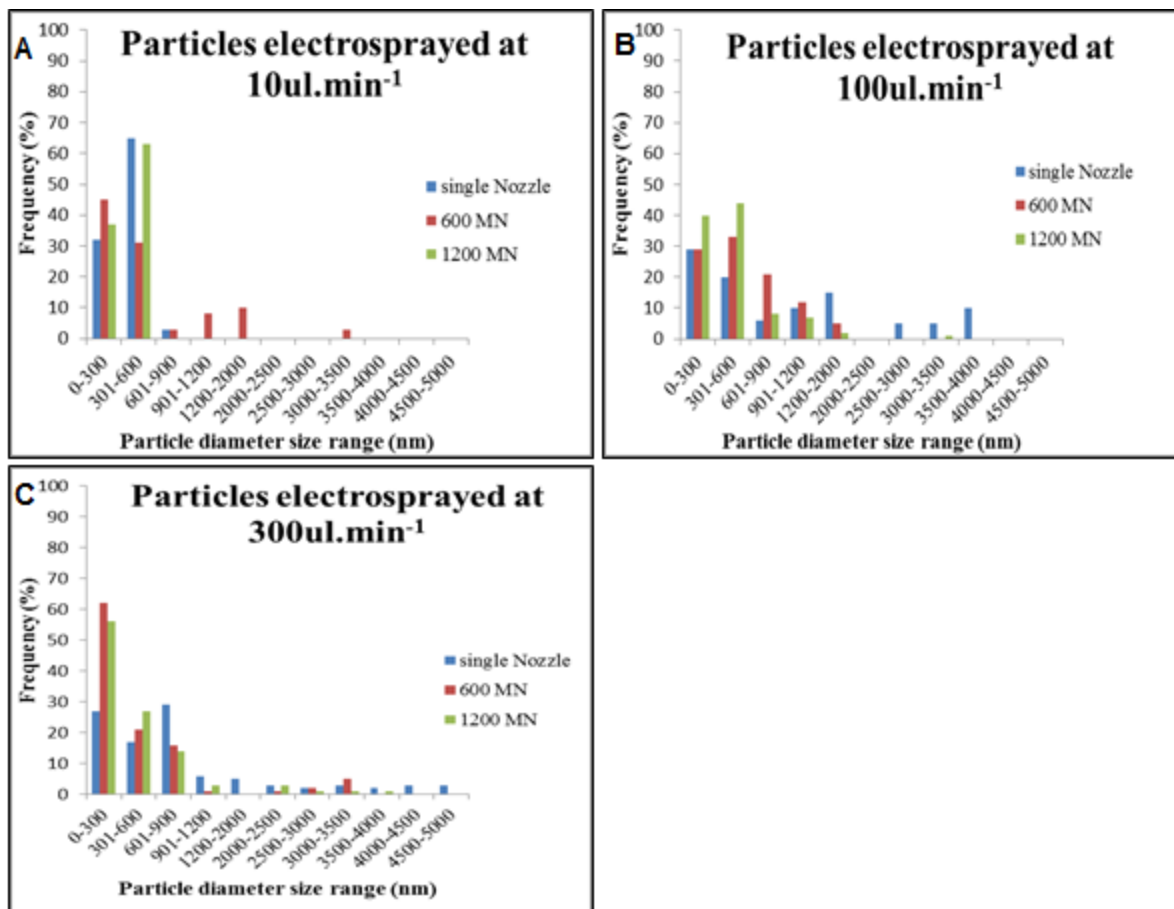 A
Particles electrosprayed at
10ul.min⁻¹
Frequency (%)
100
90
80
70
60
50
40
30
20
10
0
single Nozzle
600 MN
1200 MN
0-300
301-600
601-900
901-1200
1200-2000
2000-2500
2500-3000
3000-3500
3500-4000
4000-4500
4500-5000
Particle diameter size range (nm)
B
Particles electrosprayed at
100ul.min⁻¹
Frequency (%)
100
90
80
70
60
50
40
30
20
10
0
single Nozzle
600 MN
1200 MN
0-300
301-600
601-900
901-1200
1200-2000
2000-2500
2500-3000
3000-3500
3500-4000
4000-4500
4500-5000
Particle diameter size range (nm)
C
Particles electrosprayed at
300ul.min⁻¹
Frequency (%)
100
90
80
70
60
50
40
30
20
10
0
single Nozzle
600 MN
1200 MN
0-300
301-600
601-900
901-1200
1200-2000
2000-2500
2500-3000
3000-3500
3500-4000
4000-4500
4500-5000
Particle diameter size range (nm)